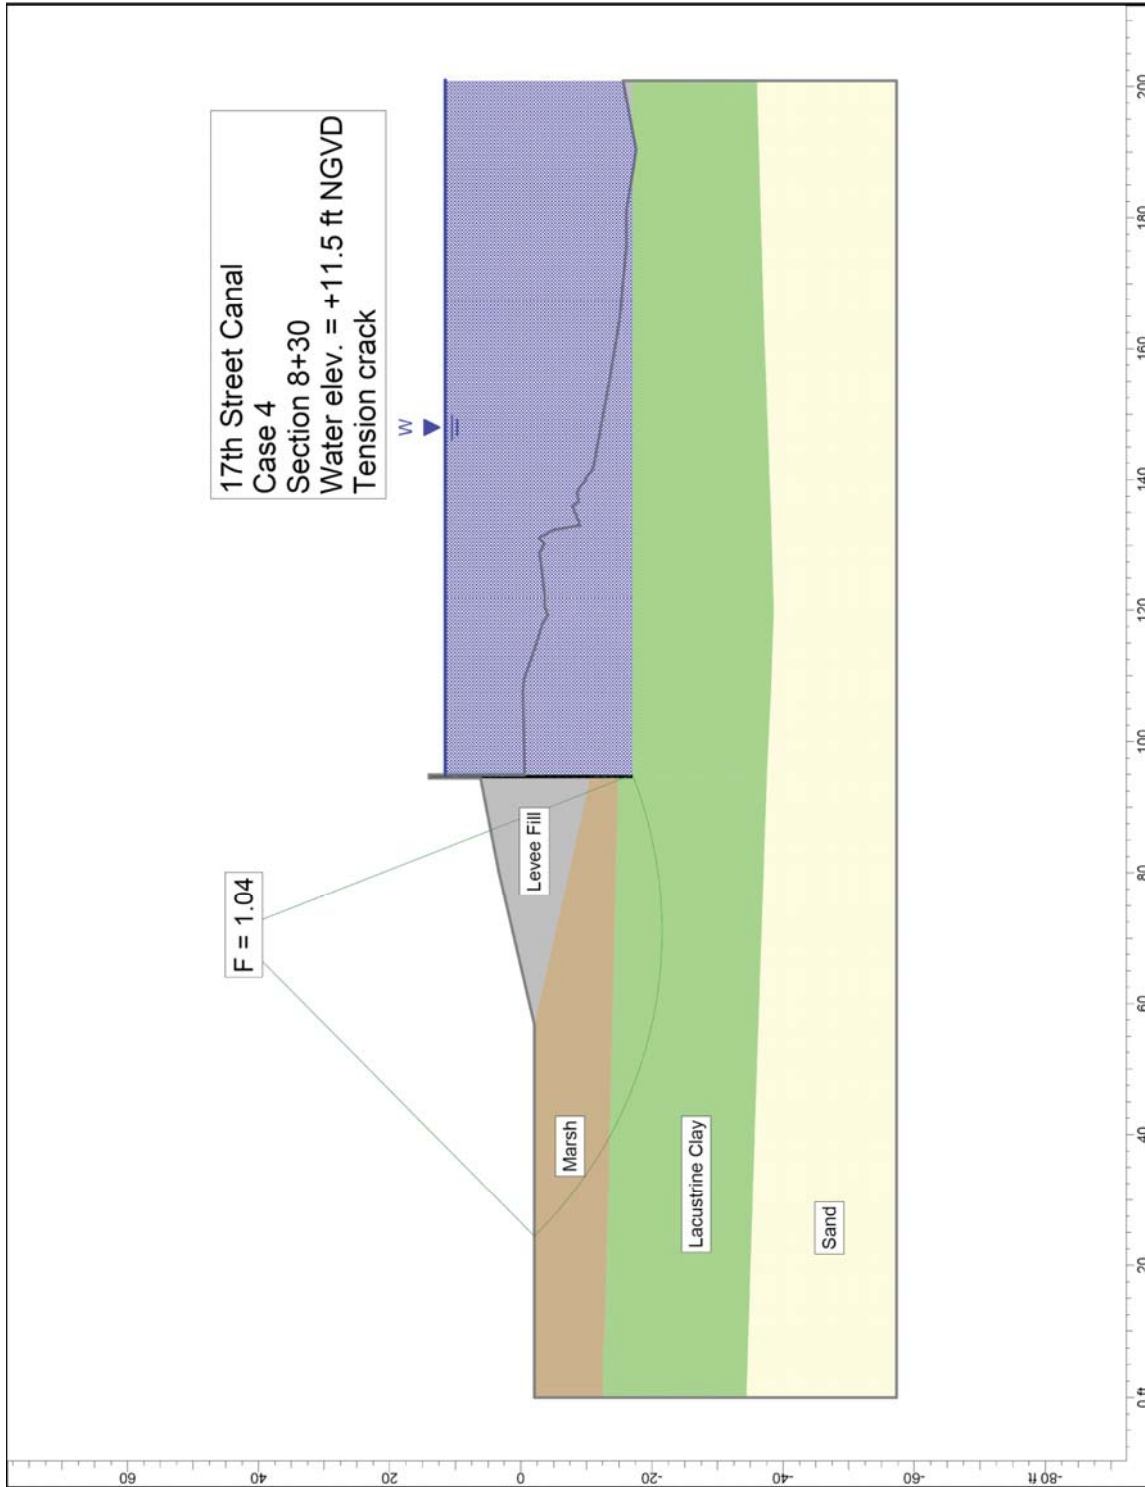 17th Street Canal
Case 4
Section 8+30
Water elev. = +11.5 ft NGVD
Tension crack
W
F = 1.04
Levee Fill
Marsh
Lacustrine Clay
Sand
60
40
20
0
-20
-40
-60
-80 ft
0 ft
20
40
60
80
100
120
140
160
180
200